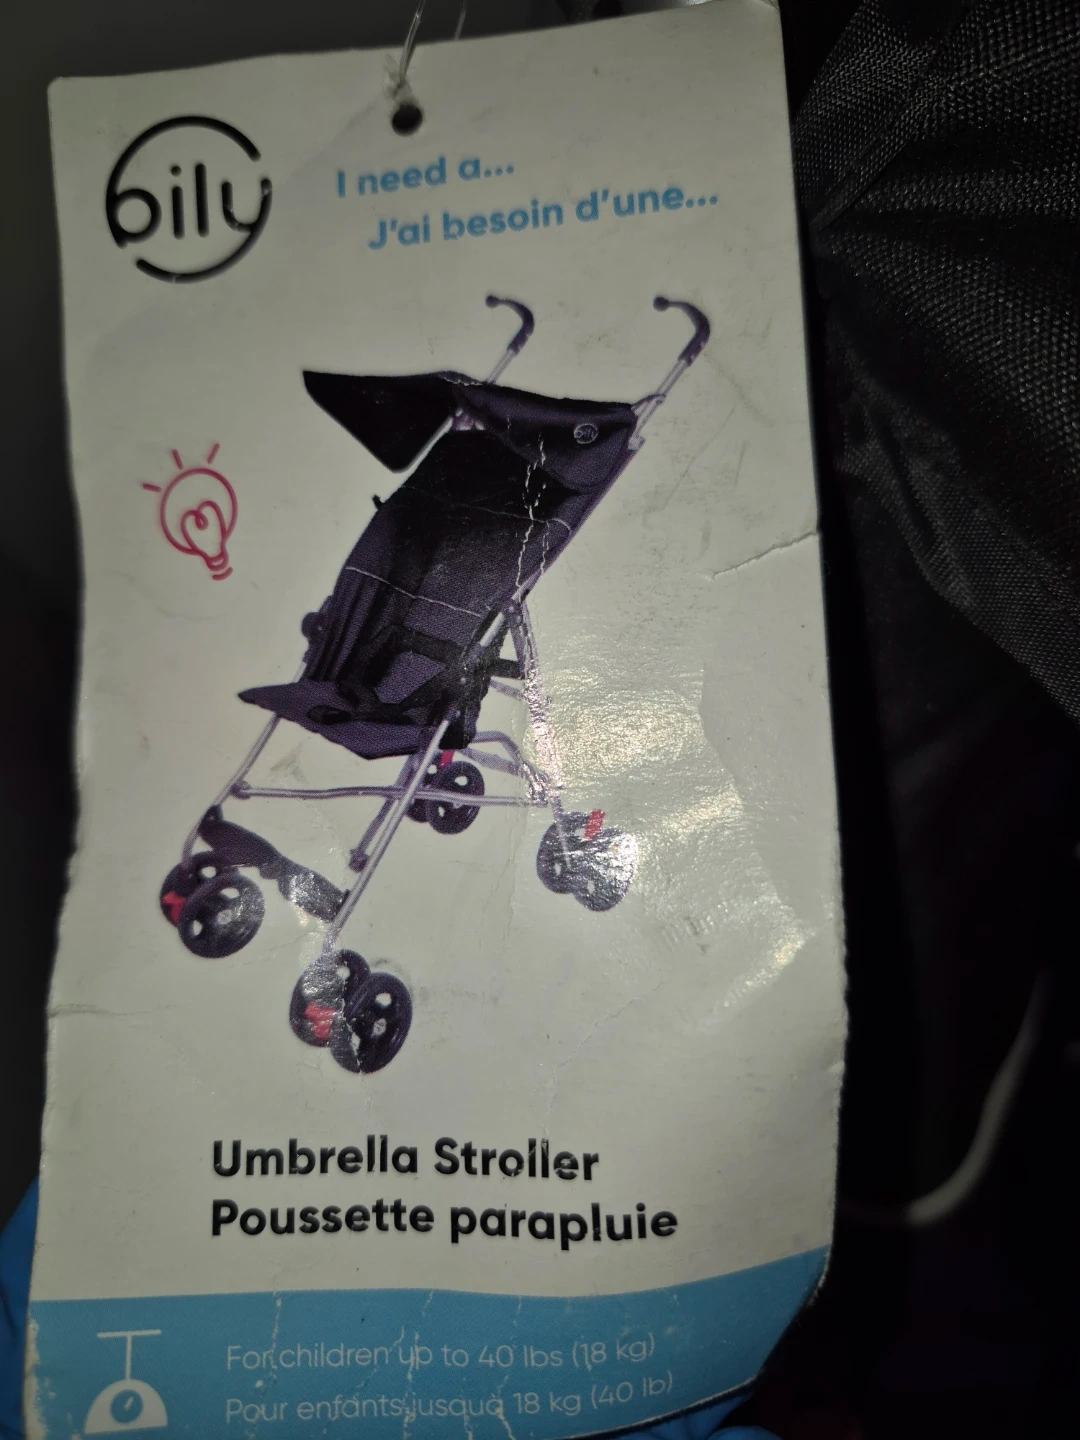 bily
I need a...
J'ai besoin d'une...
bily
Umbrella Stroller
Poussette parapluie
For children up to 40 lbs (18 kg)
Pour enfants jusqu'à 18 kg (40 lb)